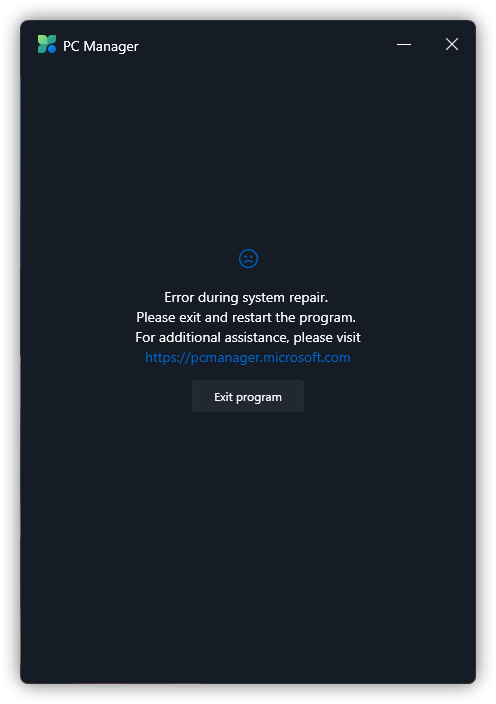 PC Manager
Error during system repair.
Please exit and restart the program.
For additional assistance, please visit
https://pcmanager.microsoft.com
Exit program